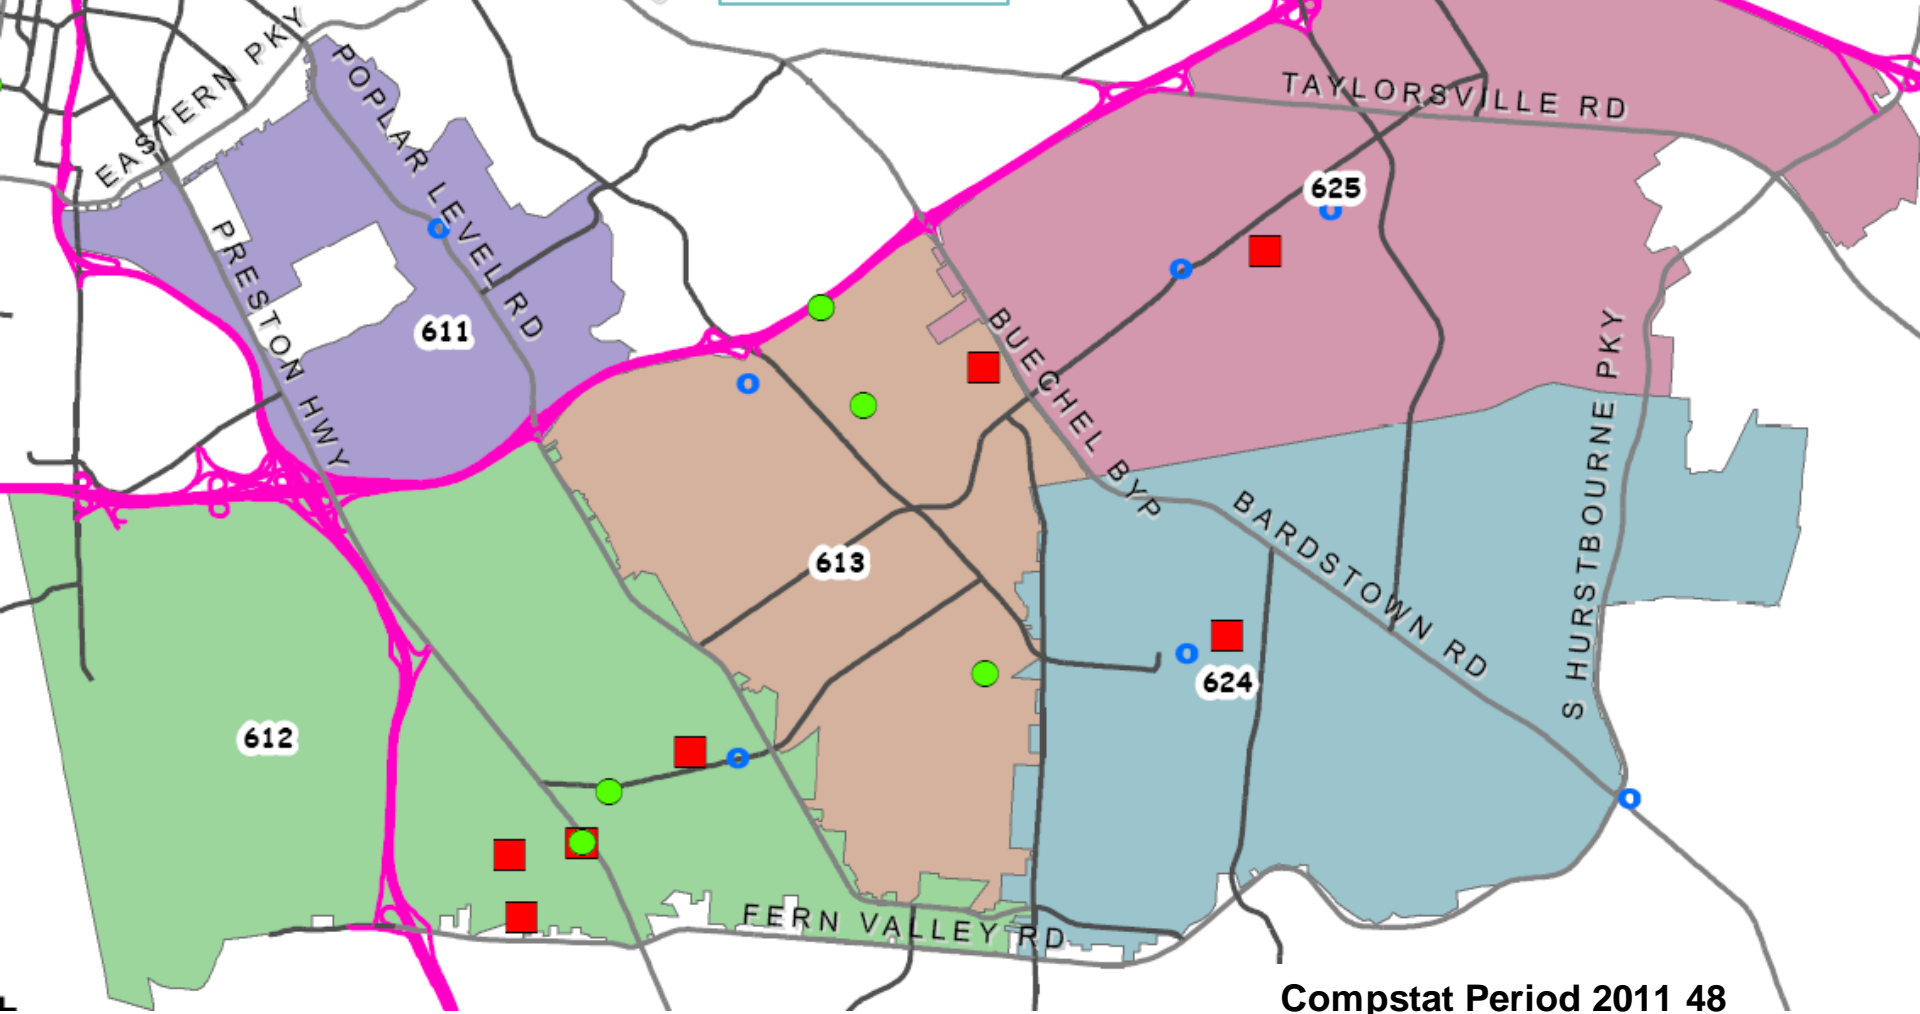 EASTERN PKY
POPLAR LEVEL RD
TAYLORSVILLE RD
625
PRESTON HWY
611
BUECHEL BYP
S HURSTBOURNE PKY
BARDSTOWN RD
613
624
612
FERN VALLEY RD
Compstat Period 2011 48